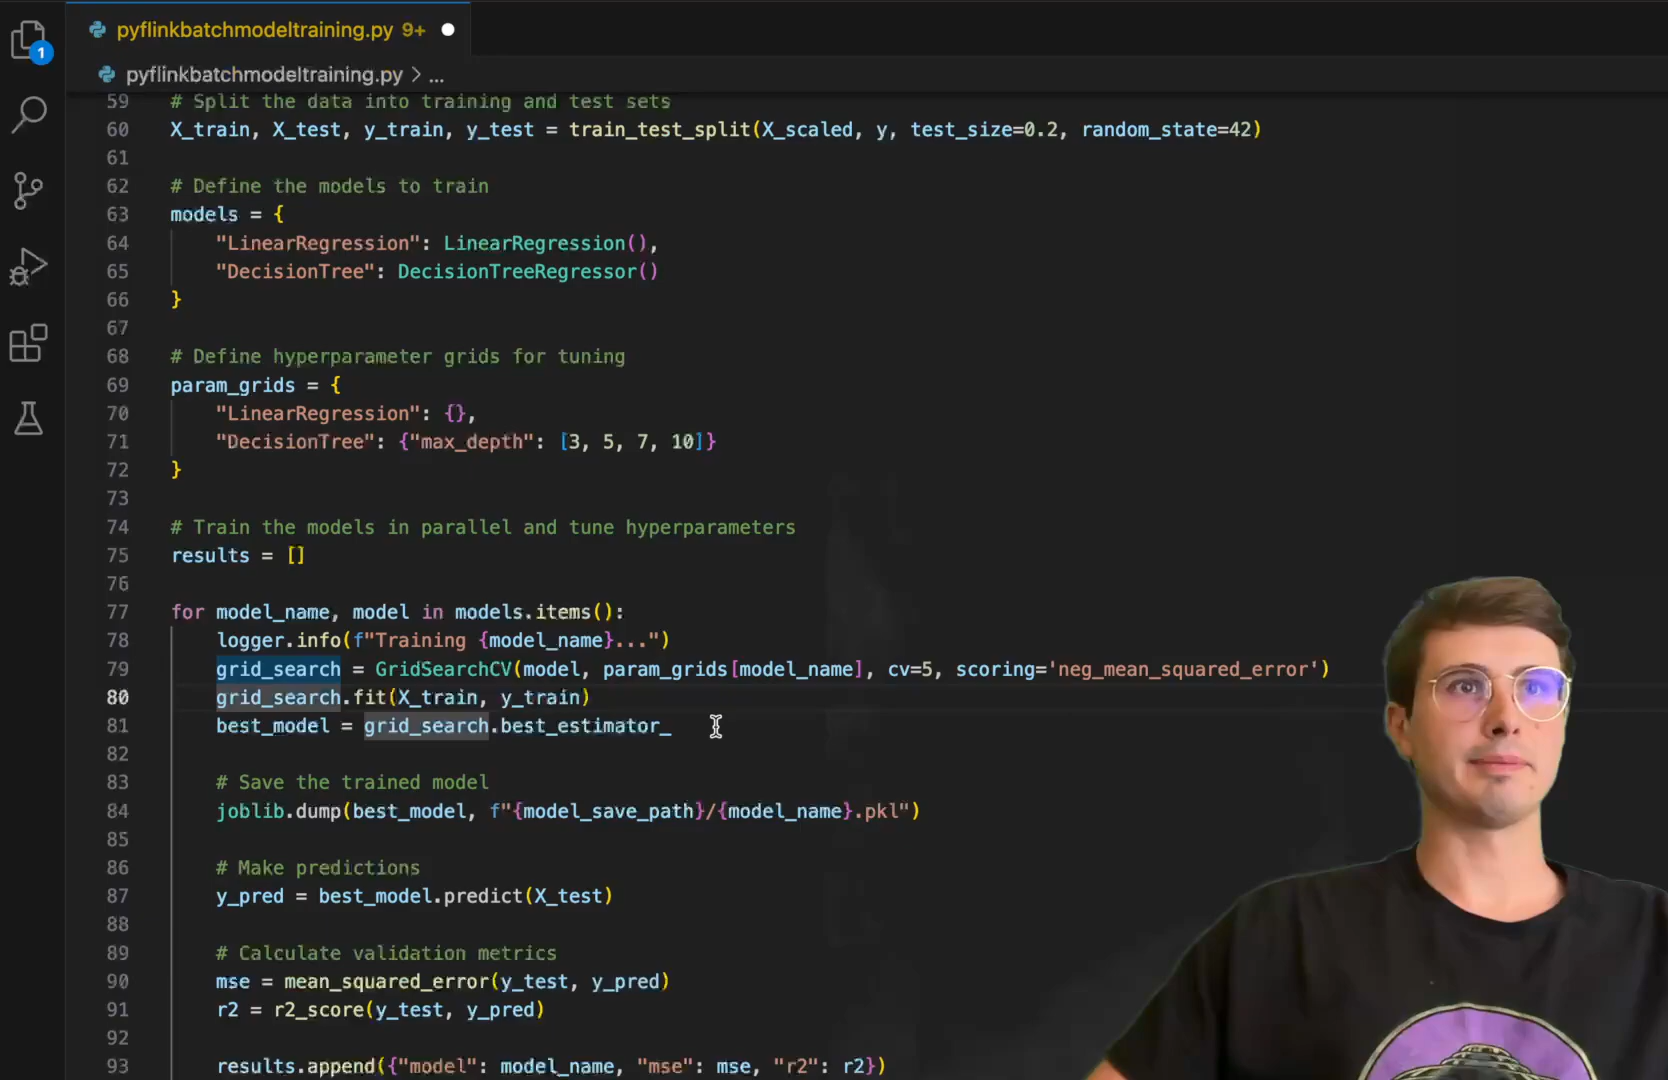 pyflinkbatchmodeltraining.py 9+
1
pyflinkbatchmodeltraining.py > ...
59 # Split the data into training and test sets
60 X_train, X_test, y_train, y_test = train_test_split(X_scaled, y, test_size=0.2, random_state=42)
61
62 # Define the models to train
63 models = {
64 "LinearRegression": LinearRegression(),
65 "DecisionTree": DecisionTreeRegressor()
66 }
67
68 # Define hyperparameter grids for tuning
69 param_grids = {
70 "LinearRegression": {},
71 "DecisionTree": {"max_depth": [3, 5, 7, 10]}
72 }
73
74 # Train the models in parallel and tune hyperparameters
75 results = []
76
77 for model_name, model in models.items():
78 logger.info(f"Training {model_name}...")
79 grid_search = GridSearchCV(model, param_grids[model_name], cv=5, scoring='neg_mean_squared_error')
80 grid_search.fit(X_train, y_train)
81 best_model = grid_search.best_estimator_
82
83 # Save the trained model
84 joblib.dump(best_model, f"{model_save_path}/{model_name}.pkl")
85
86 # Make predictions
87 y_pred = best_model.predict(X_test)
88
89 # Calculate validation metrics
90 mse = mean_squared_error(y_test, y_pred)
91 r2 = r2_score(y_test, y_pred)
92
93 results.append({"model": model_name, "mse": mse, "r2": r2})